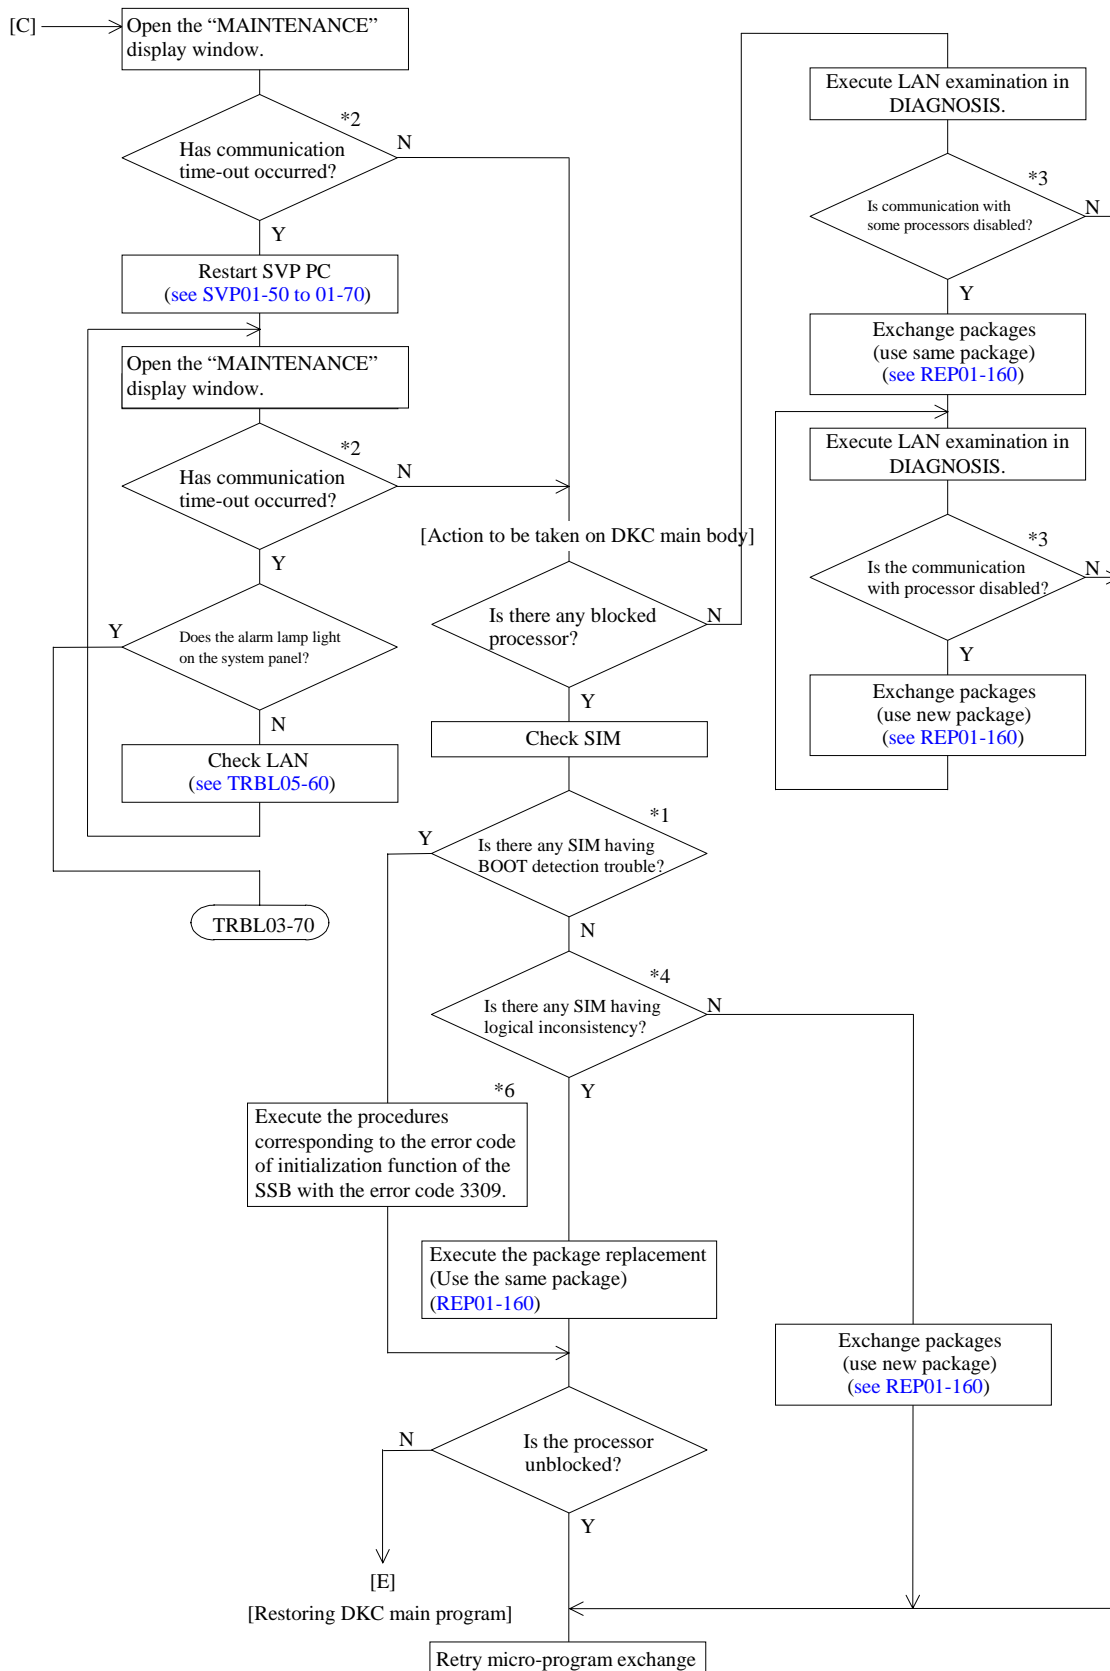 [C]
Open the “MAINTENANCE”
display window.
*2
Has communication
time-out occurred?
N
Y
Restart SVP PC
(see SVP01-50 to 01-70)
Open the “MAINTENANCE”
display window.
*2
Has communication
time-out occurred?
N
Y
Y
Does the alarm lamp light
on the system panel?
N
Check LAN
(see TRBL05-60)
TRBL03-70
[Action to be taken on DKC main body]
Is there any blocked
processor?
N
Y
Check SIM
*1
Y
Is there any SIM having
BOOT detection trouble?
N
*4
Is there any SIM having
logical inconsistency?
N
Y
*6
Execute the procedures
corresponding to the error code
of initialization function of the
SSB with the error code 3309.
Execute the package replacement
(Use the same package)
(REP01-160)
Exchange packages
(use new package)
(see REP01-160)
N
Is the processor
unblocked?
Y
[E]
[Restoring DKC main program]
Retry micro-program exchange
Execute LAN examination in
DIAGNOSIS.
*3
Is communication with
some processors disabled?
N
Y
Exchange packages
(use same package)
(see REP01-160)
Execute LAN examination in
DIAGNOSIS.
*3
Is the communication
with processor disabled?
N
Y
Exchange packages
(use new package)
(see REP01-160)